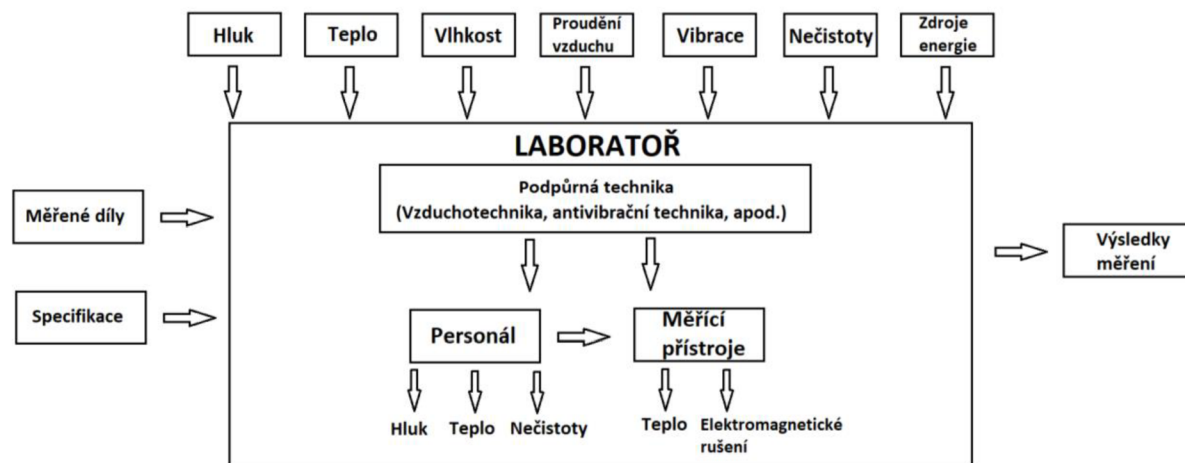 Hluk
Teplo
Vlhkost
Proudění
vzduchu
Vibrace
Nečistoty
Zdroje
energie
LABORATOŘ
Podpůrná technika
(Vzduchotechnika, antivibrační technika, apod.)
Měřené díly
Specifikace
Personál
Měřící
přístroje
Hluk
Teplo
Nečistoty
Teplo
Elektromagnetické
rušení
Výsledky
měření